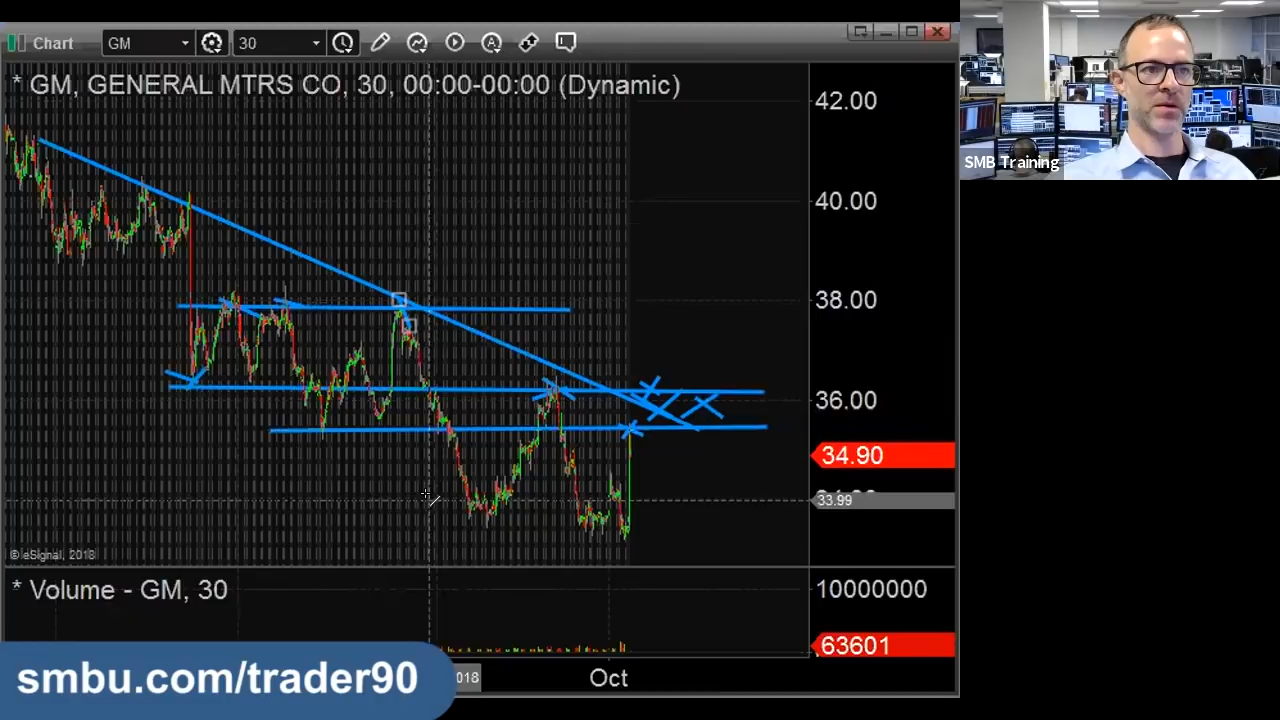 Chart
GM
30
* GM, GENERAL MTRS CO, 30, 00:00-00:00 (Dynamic)
42.00
40.00
38.00
36.00
34.90
33.99
© eSignal, 2018
* Volume - GM, 30
10000000
63601
Oct
smbu.com/trader90
SMB Training